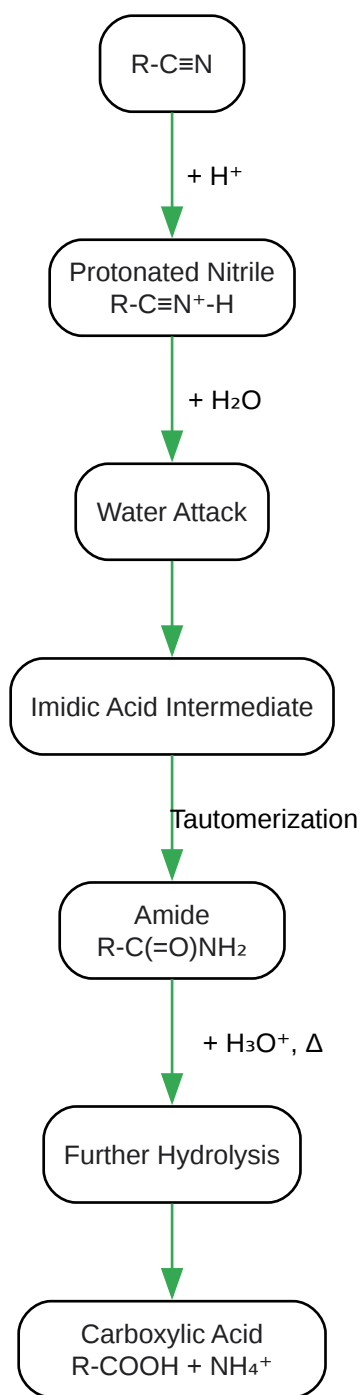 R-C≡N
+ H⁺
Protonated Nitrile
R-C≡N⁺-H
+ H₂O
Water Attack
Imidic Acid Intermediate
Tautomerization
Amide
R-C(=O)NH₂
+ H₃O⁺, Δ
Further Hydrolysis
Carboxylic Acid
R-COOH + NH₄⁺